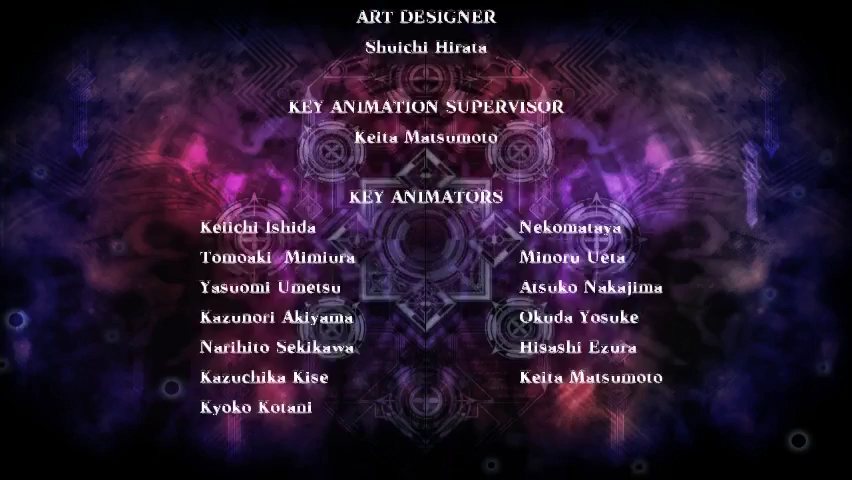 ART DESIGNER
Shuichi Hirata
KEY ANIMATION SUPERVISOR
Keita Matsumoto
KEY ANIMATORS
Keiichi Ishida
Nekomataya
Tomoaki Mimiura
Minoru Ueta
Yasuomi Umetsu
Atsuko Nakajima
Kazunori Akiyama
Okuda Yosuke
Narihito Sekikawa
Hisashi Ezura
Kazuchika Kise
Keita Matsumoto
Kyoko Kotani